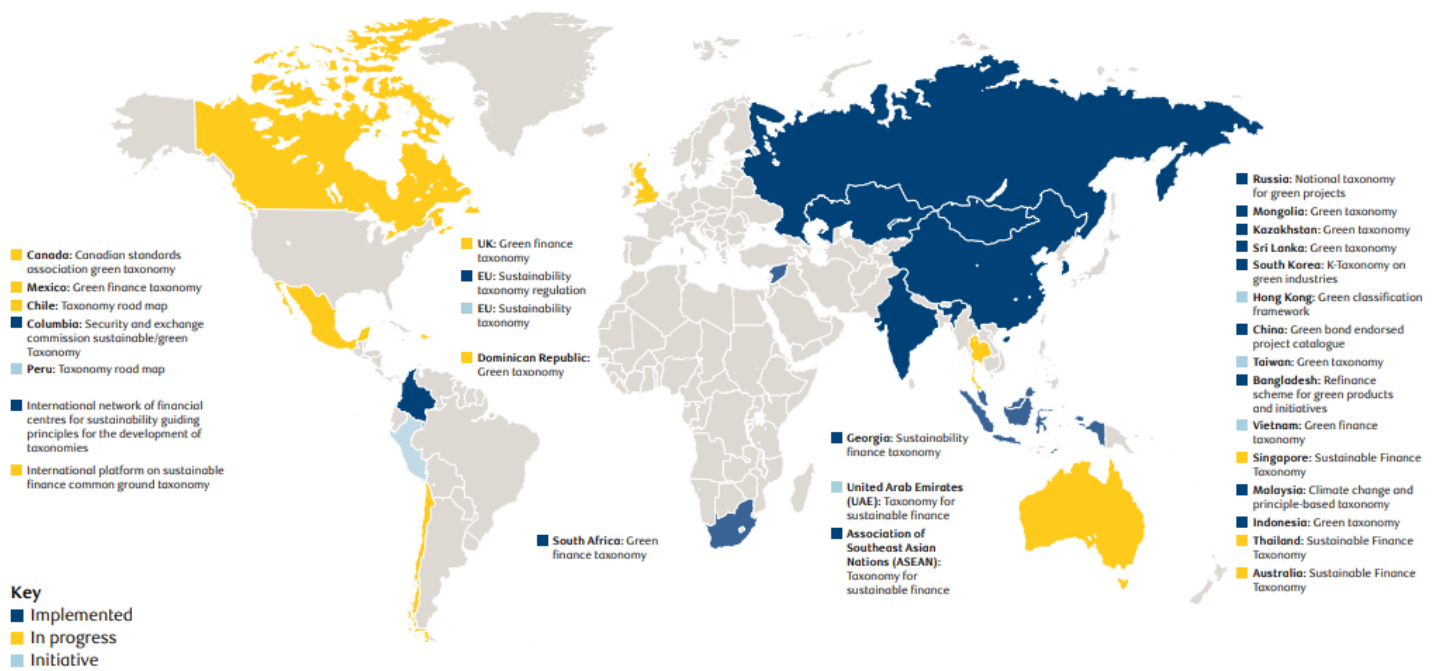 Canada: Canadian standards
association green taxonomy
Mexico: Green finance taxonomy
Chile: Taxonomy road map
Columbia: Security and exchange
commission sustainable/green
Taxonomy
Peru: Taxonomy road map
International network of financial
centres for sustainability guiding
principles for the development of
taxonomies
International platform on sustainable
finance common ground taxonomy
UK: Green finance
taxonomy
EU: Sustainability
taxonomy regulation
EU: Sustainability
taxonomy
Dominican Republic:
Green taxonomy
South Africa: Green
finance taxonomy
Georgia: Sustainability
finance taxonomy
United Arab Emirates
(UAE): Taxonomy for
sustainable finance
Association of
Southeast Asian
Nations (ASEAN):
Taxonomy for
sustainable finance
Russia: National taxonomy
for green projects
Mongolia: Green taxonomy
Kazakhstan: Green taxonomy
Sri Lanka: Green taxonomy
South Korea: K-Taxonomy on
green industries
Hong Kong: Green classification
framework
China: Green bond endorsed
project catalogue
Taiwan: Green taxonomy
Bangladesh: Refinance
scheme for green products
and initiatives
Vietnam: Green finance
taxonomy
Singapore: Sustainable Finance
Taxonomy
Malaysia: Climate change and
principle-based taxonomy
Indonesia: Green taxonomy
Thailand: Sustainable Finance
Taxonomy
Australia: Sustainable Finance
Taxonomy
Key
Implemented
In progress
Initiative